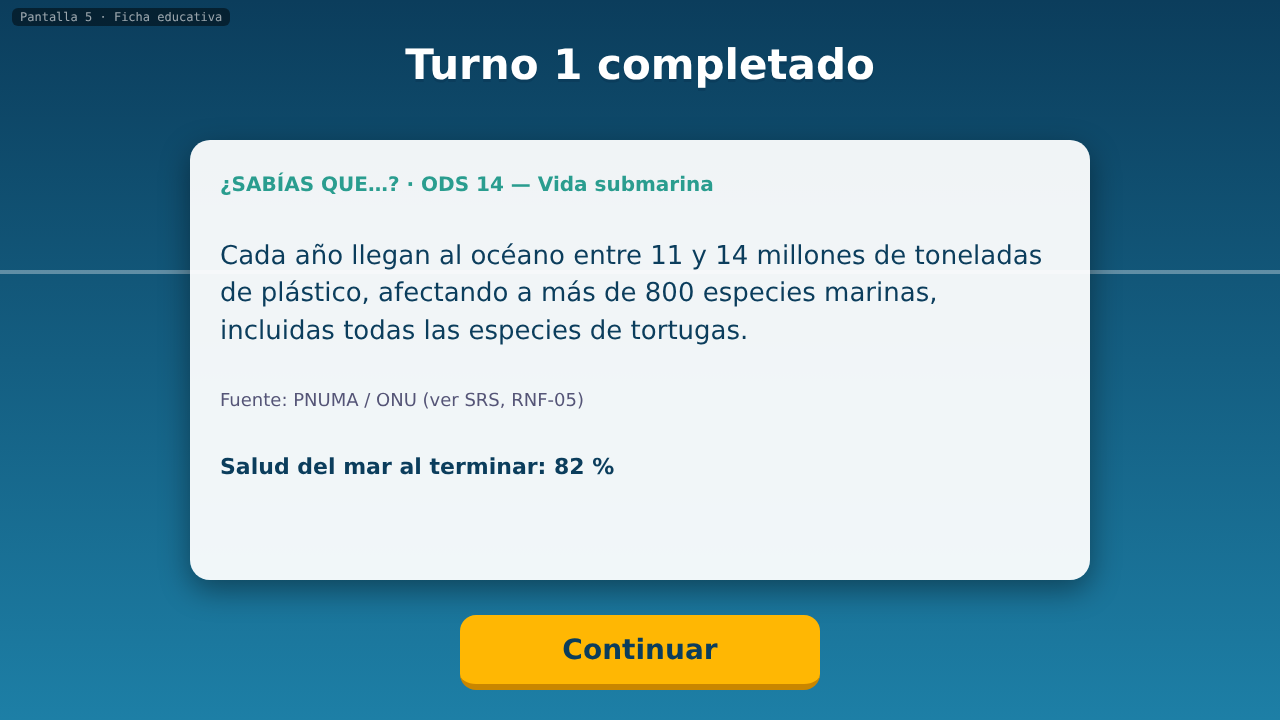 Pantalla 5 · Ficha educativa
Turno 1 completado
¿SABÍAS QUE…? · ODS 14 — Vida submarina
Cada año llegan al océano entre 11 y 14 millones de toneladas
de plástico, afectando a más de 800 especies marinas,
incluidas todas las especies de tortugas.
Fuente: PNUMA / ONU (ver SRS, RNF-05)
Salud del mar al terminar: 82 %
Continuar